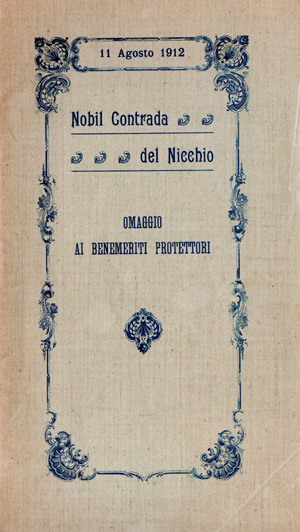 11 Agosto 1912
Nobil Contrada
del Nicchio
OMAGGIO
AI BENEMERITI PROTETTORI